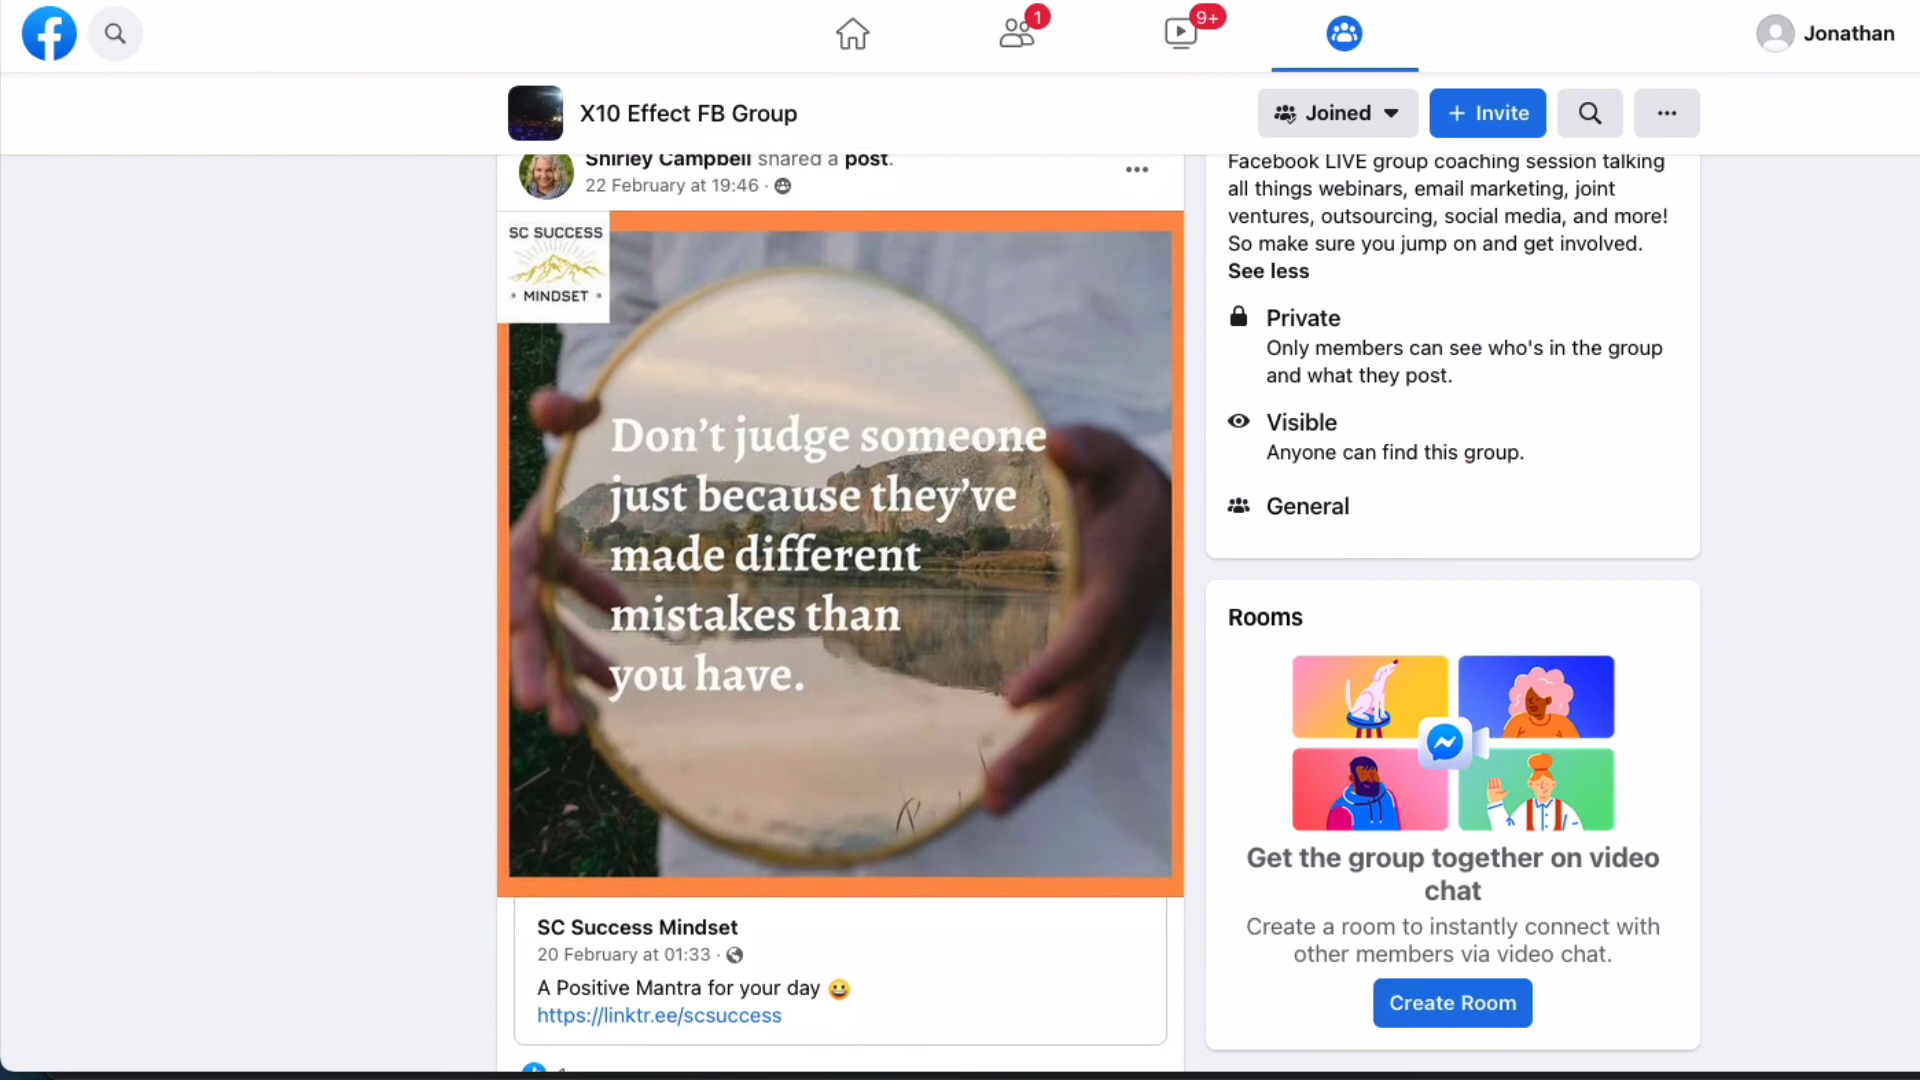 1
9+
Jonathan
X10 Effect FB Group
Joined
+ Invite
Shirley Campbell shared a post.
22 February at 19:46 ·
SC SUCCESS
MINDSET
Don't judge someone
just because they've
made different
mistakes than
you have.
SC Success Mindset
20 February at 01:33 ·
A Positive Mantra for your day 😀
https://linktr.ee/scsuccess
Facebook LIVE group coaching session talking
all things webinars, email marketing, joint
ventures, outsourcing, social media, and more!
So make sure you jump on and get involved.
See less
Private
Only members can see who's in the group
and what they post.
Visible
Anyone can find this group.
General
Rooms
Get the group together on video
chat
Create a room to instantly connect with
other members via video chat.
Create Room